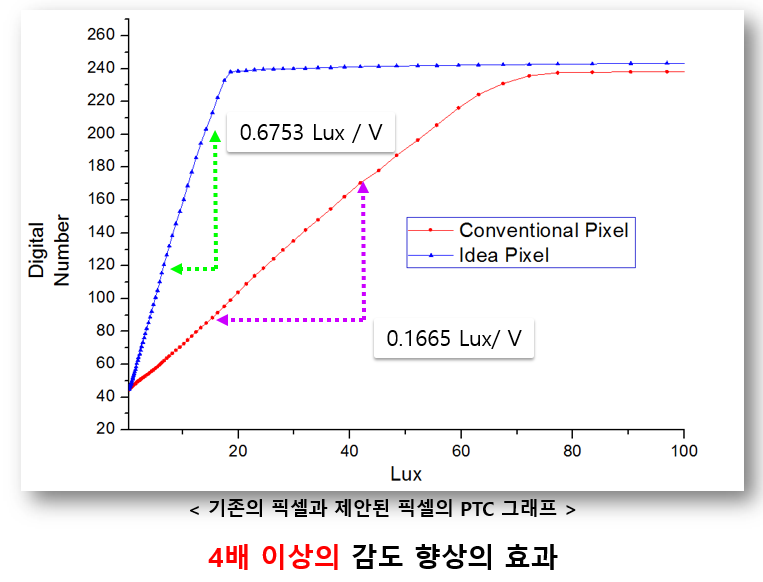 260
240
220
200
180
160
140
120
100
80
60
40
20
Digital
Number
0.6753 Lux / V
Conventional Pixel
Idea Pixel
0.1665 Lux/ V
20
40
60
80
100
Lux
< 기존의 픽셀과 제안된 픽셀의 PTC 그래프 >
4배 이상의 감도 향상의 효과